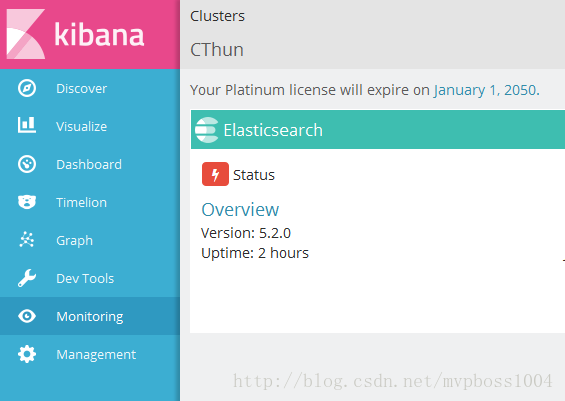 kibana
Discover
Visualize
Dashboard
Timelion
Graph
Dev Tools
Monitoring
Management
Clusters
CThun
Your Platinum license will expire on January 1, 2050.
Elasticsearch
Status
Overview
Version: 5.2.0
Uptime: 2 hours
http://blog.csdn.net/mvpboss1004